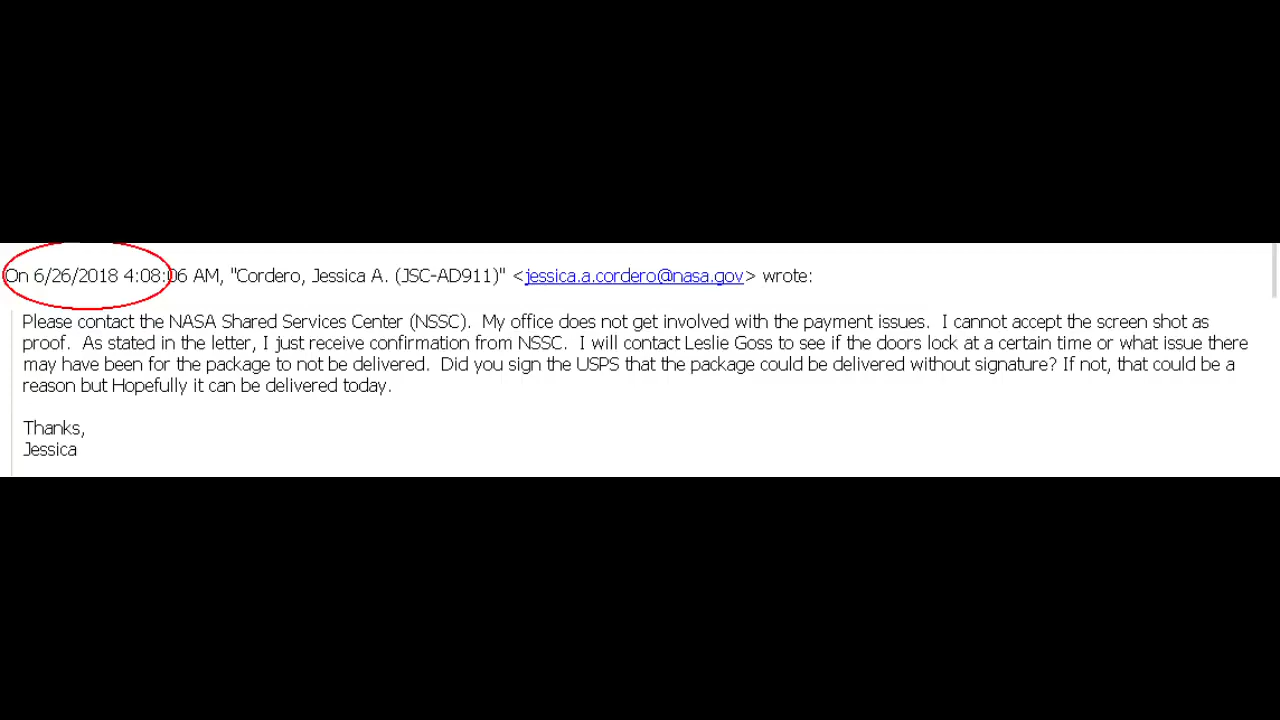 On 6/26/2018 4:08:06 AM, "Cordero, Jessica A. (JSC-AD911)" <jessica.a.cordero@nasa.gov> wrote:
Please contact the NASA Shared Services Center (NSSC).  My office does not get involved with the payment issues.  I cannot accept the screen shot as
proof.  As stated in the letter, I just receive confirmation from NSSC.  I will contact Leslie Goss to see if the doors lock at a certain time or what issue there
may have been for the package to not be delivered.  Did you sign the USPS that the package could be delivered without signature? If not, that could be a
reason but Hopefully it can be delivered today.
Thanks,
Jessica